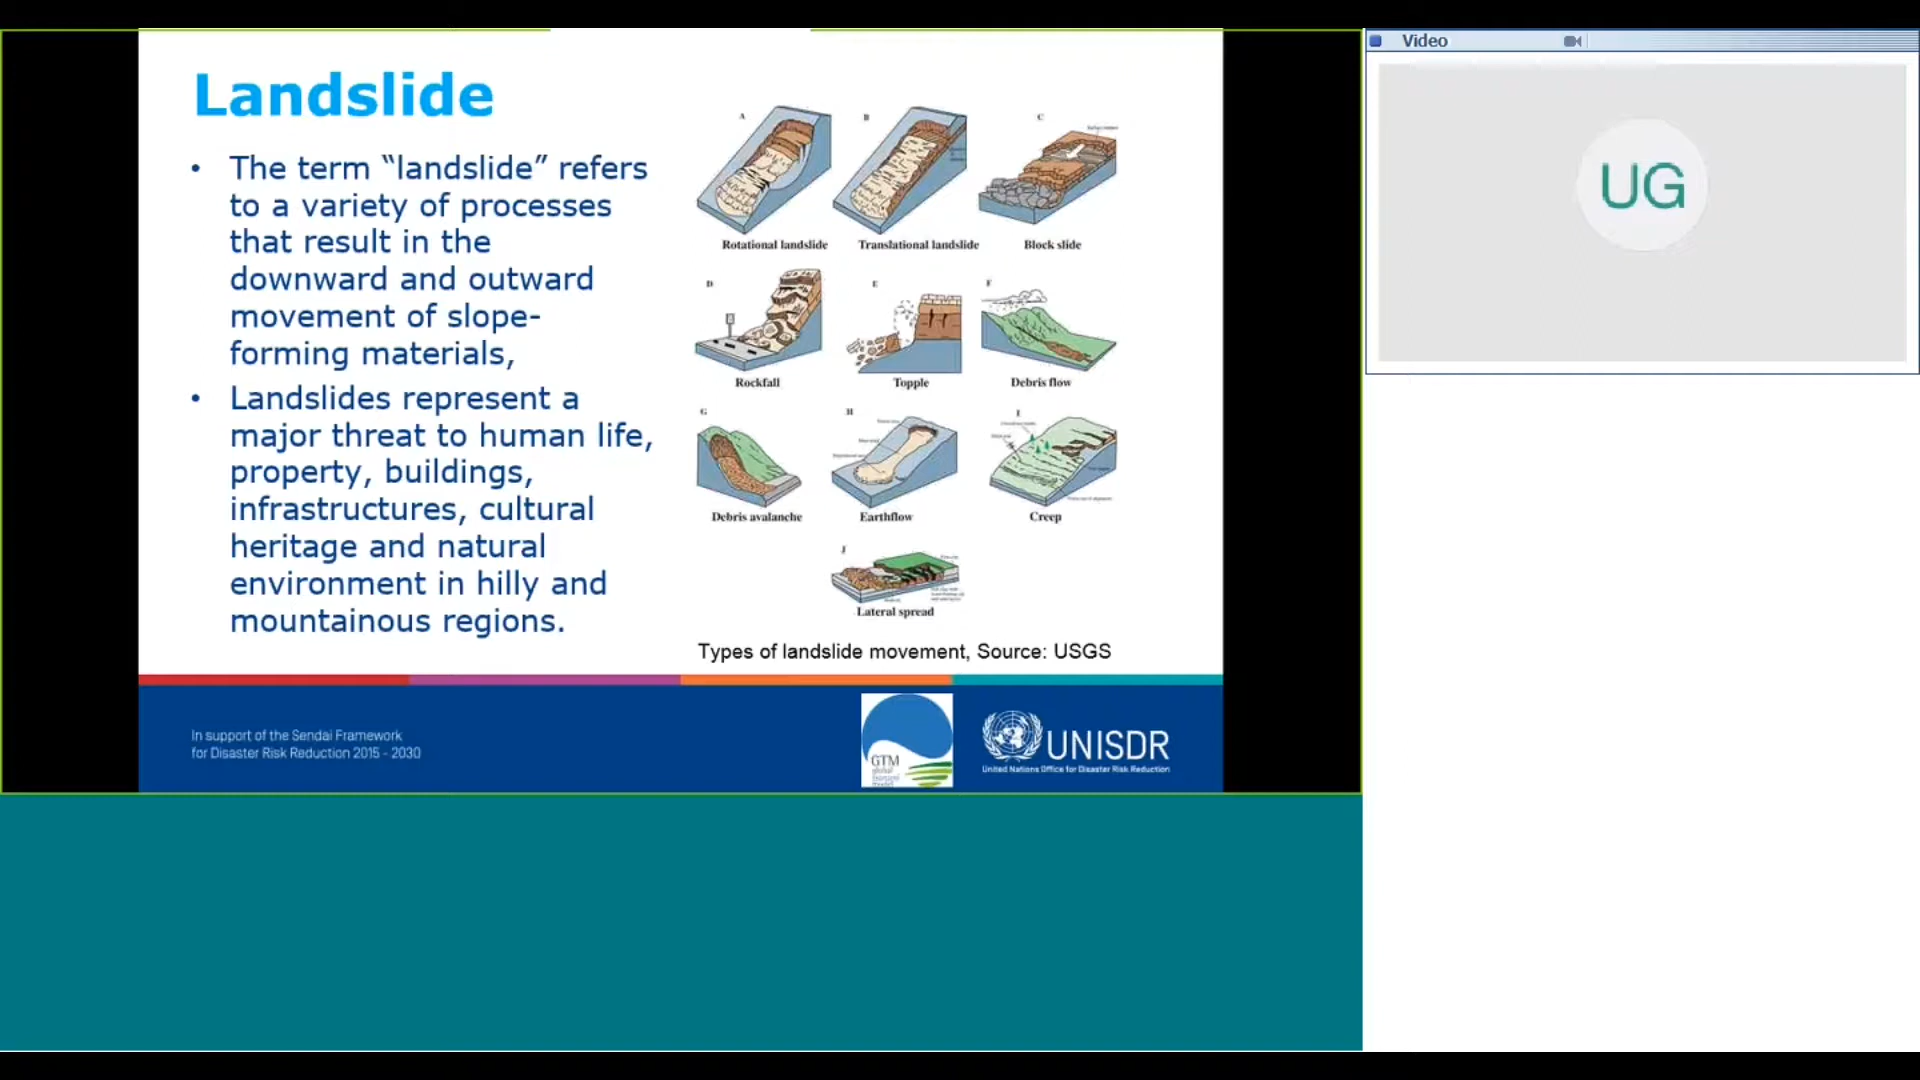 Landslide
• The term “landslide” refers
to a variety of processes
that result in the
downward and outward
movement of slope-
forming materials,
• Landslides represent a
major threat to human life,
property, buildings,
infrastructures, cultural
heritage and natural
environment in hilly and
mountainous regions.
A B C
Rotational landslide Translational landslide Block slide
D E F
Rockfall Topple Debris flow
G H I
Debris avalanche Earthflow Creep
J
Lateral spread
Types of landslide movement, Source: USGS
In support of the Sendai Framework
for Disaster Risk Reduction 2015 - 2030
GTM
global
UNISDR
United Nations Office for Disaster Risk Reduction
Video
UG